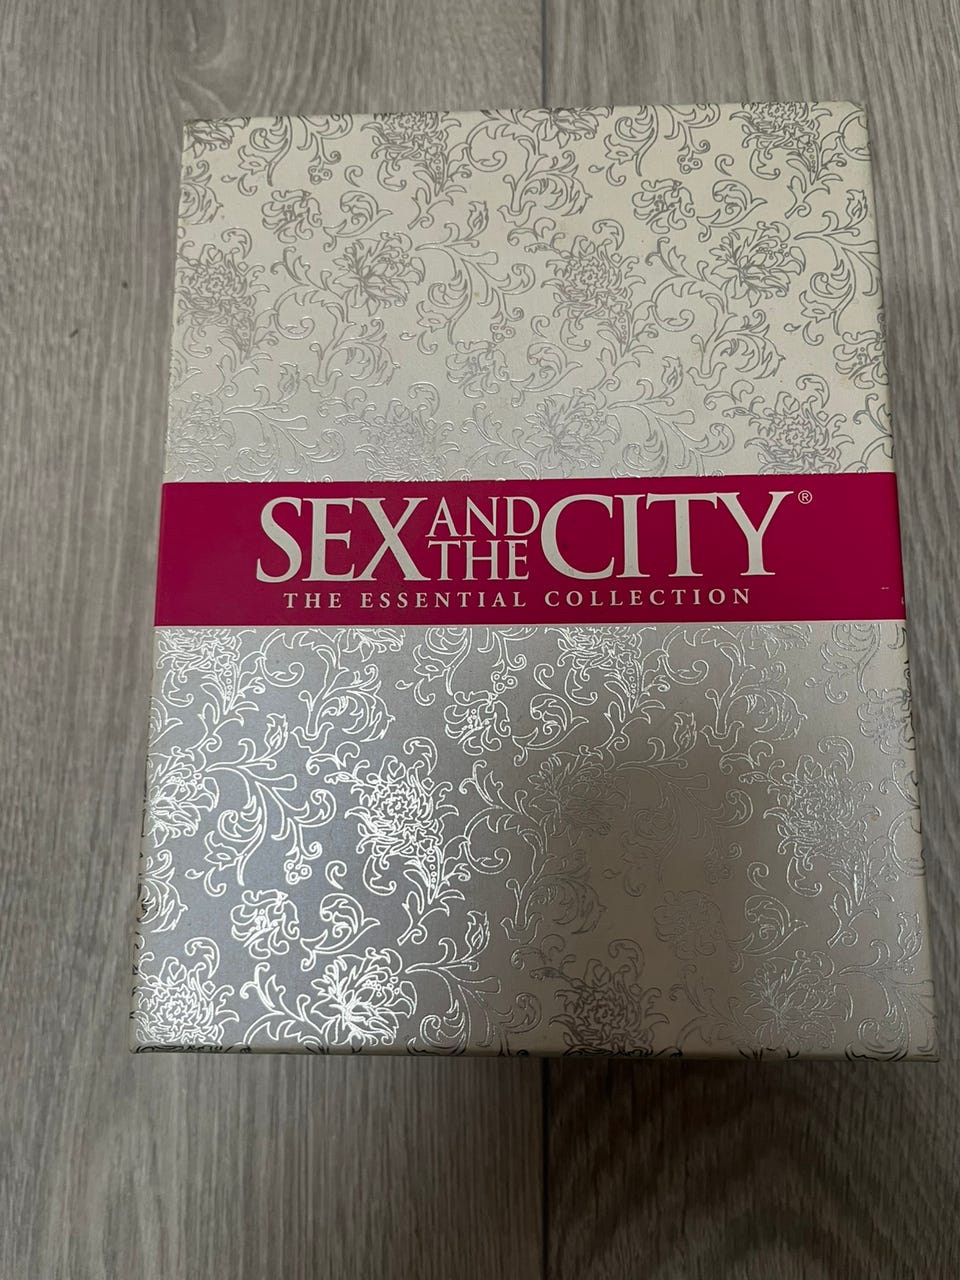 SEX AND THE CITY®
THE ESSENTIAL COLLECTION